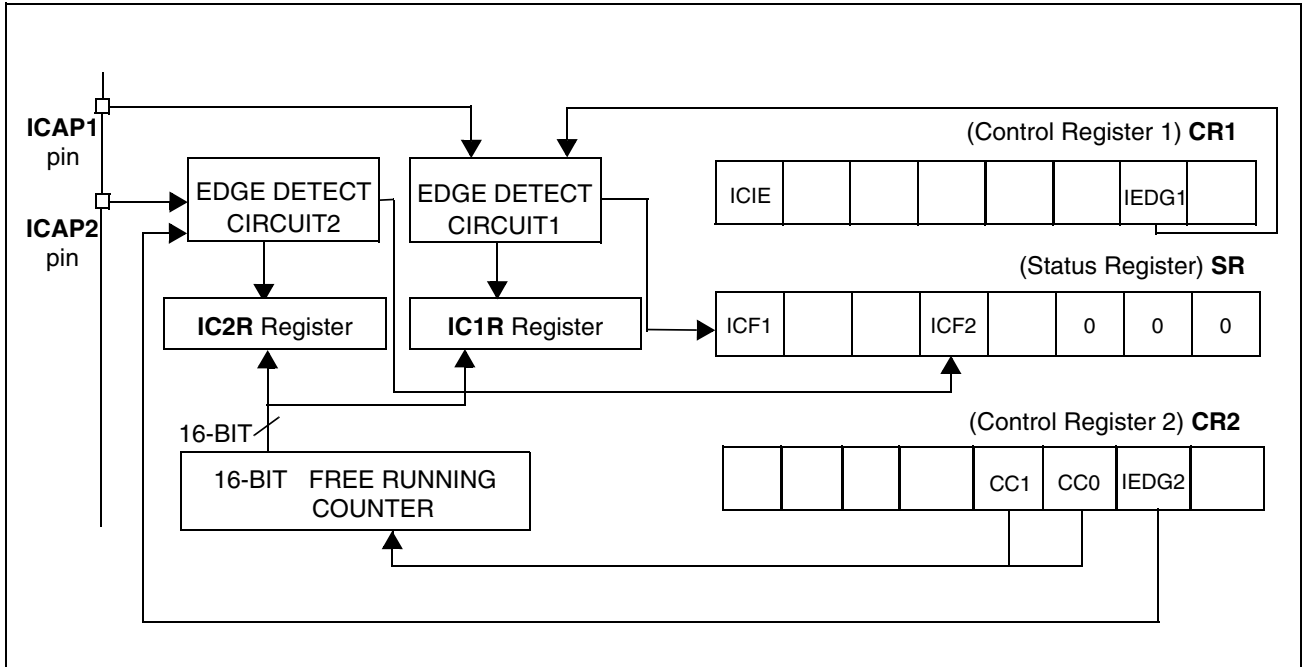 ICAP1
pin
ICAP2
pin
EDGE DETECT
CIRCUIT2
EDGE DETECT
CIRCUIT1
IC2R Register
IC1R Register
16-BIT
16-BIT FREE RUNNING
COUNTER
(Control Register 1) CR1
ICIE
IEDG1
(Status Register) SR
ICF1
ICF2
0
0
0
(Control Register 2) CR2
CC1
CC0
IEDG2